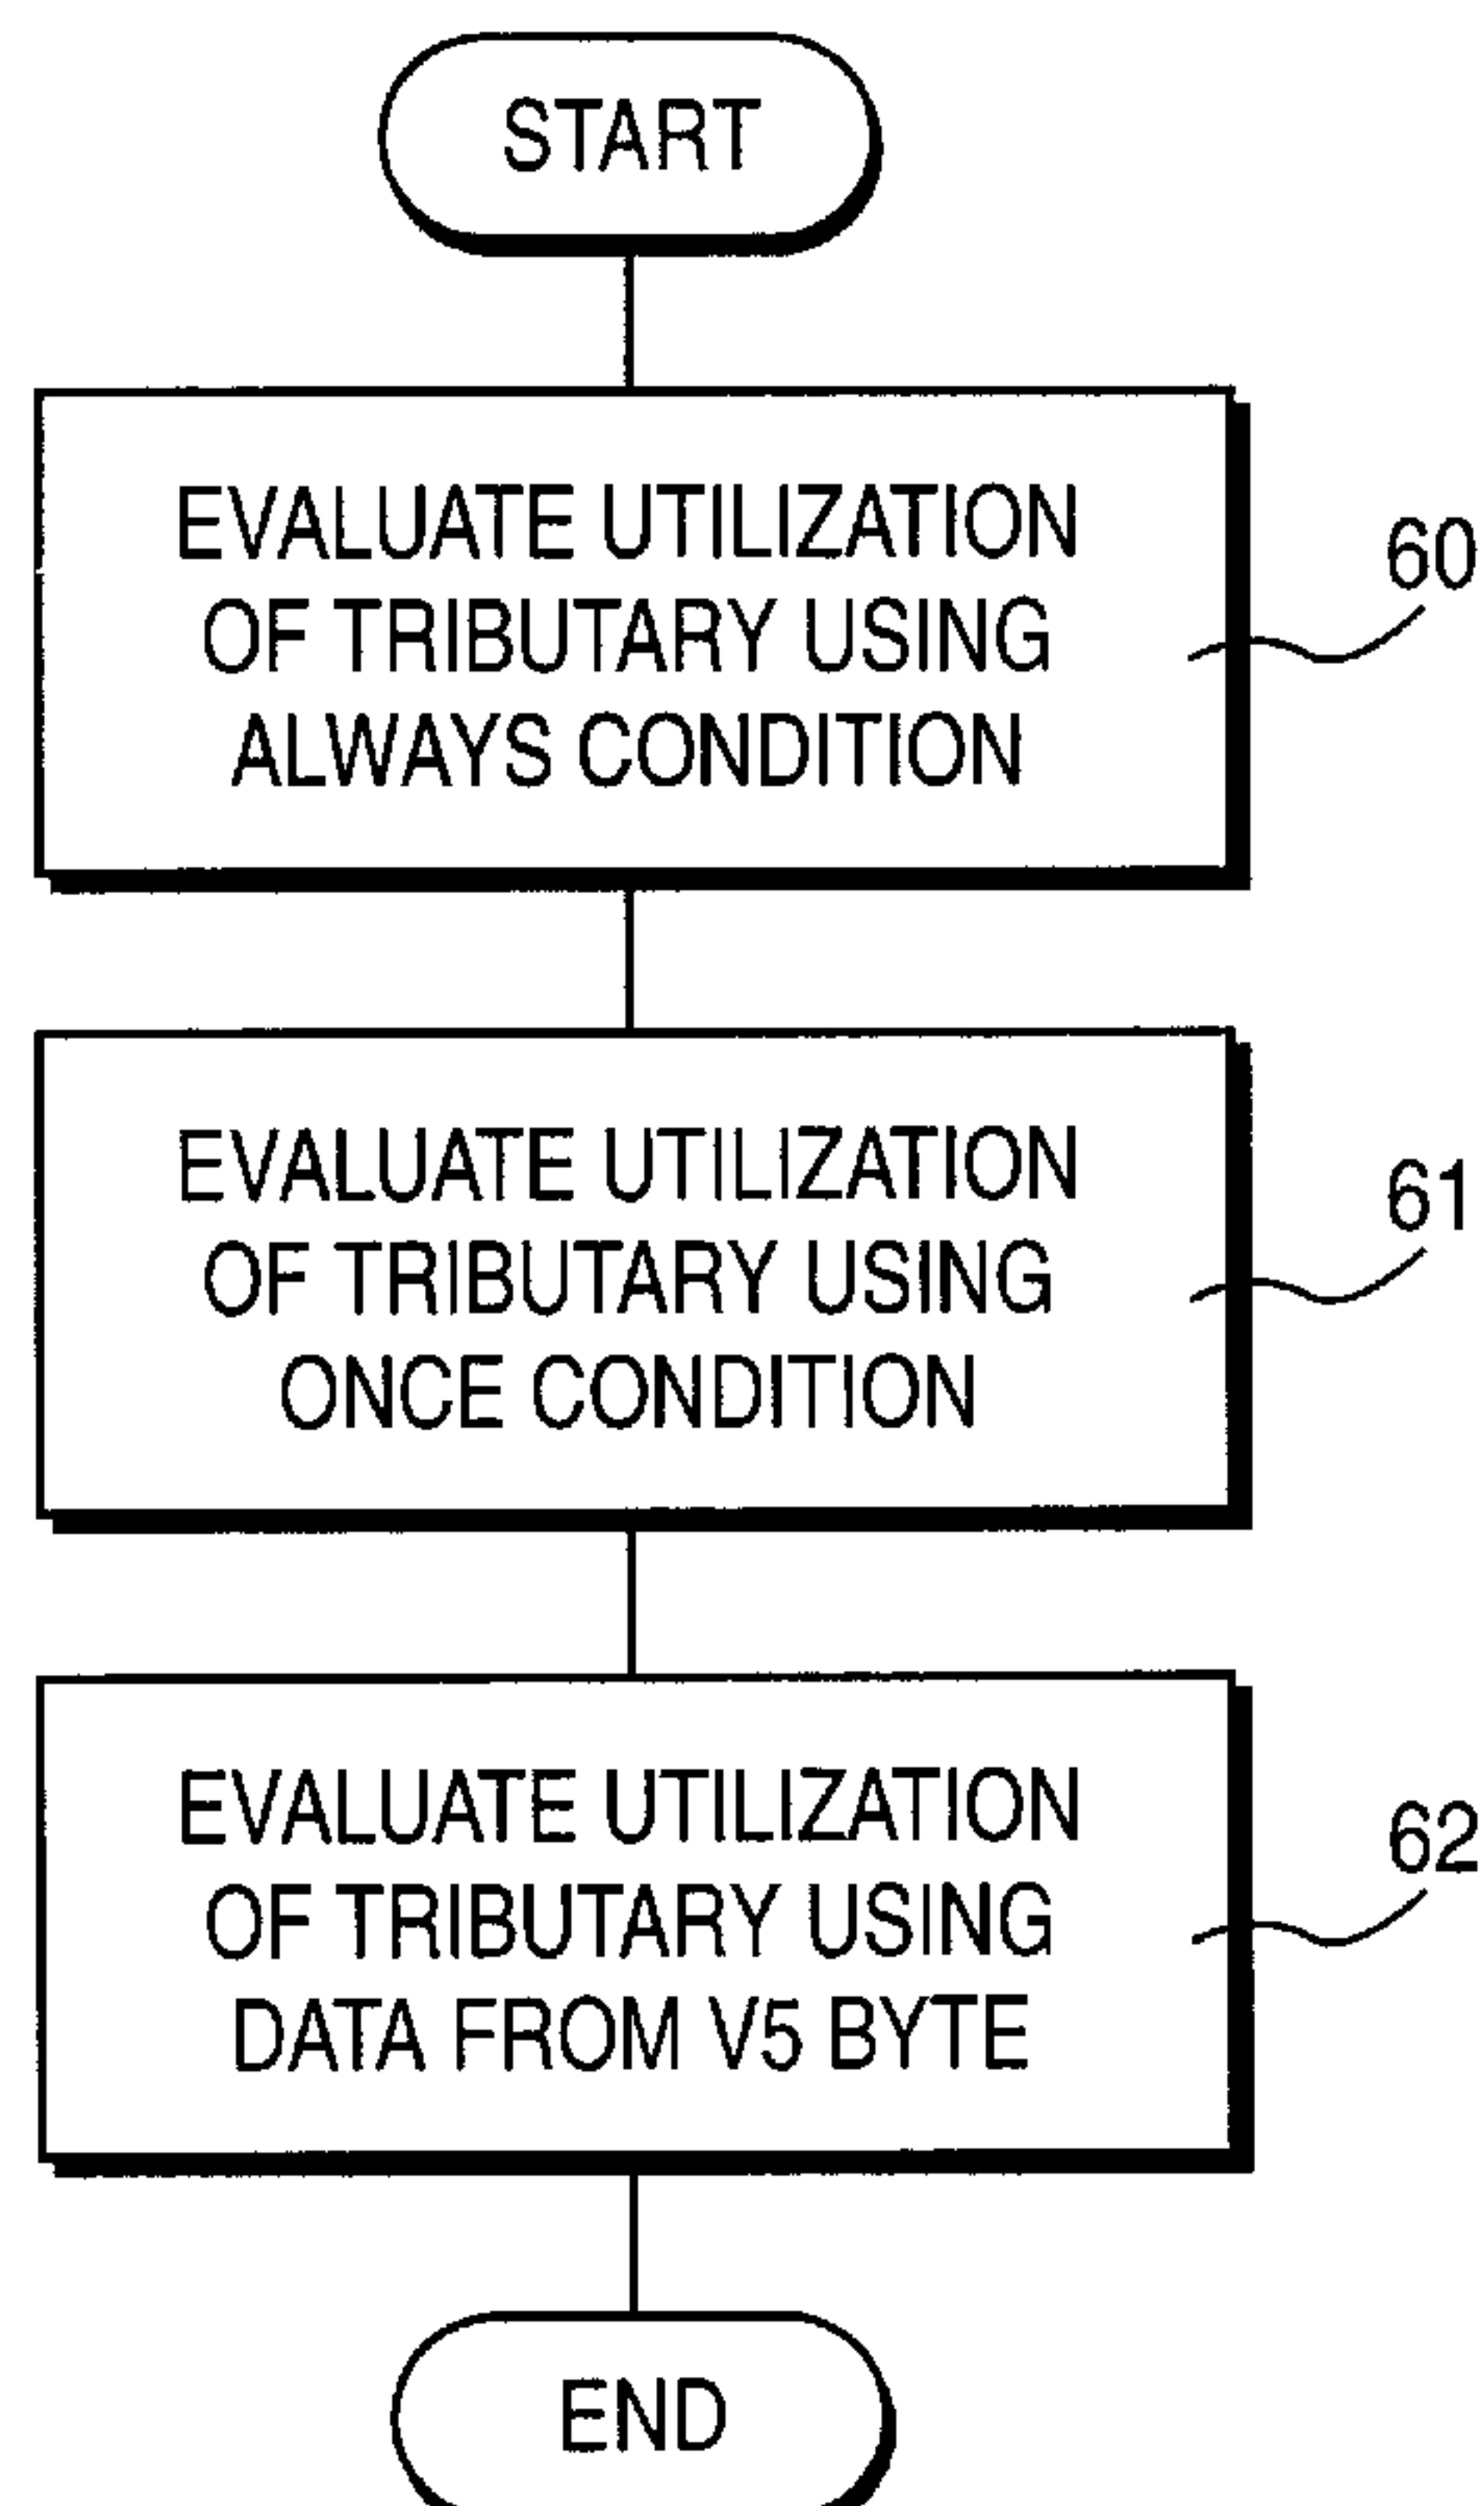 START
EVALUATE UTILIZATION
OF TRIBUTARY USING
ALWAYS CONDITION
60
EVALUATE UTILIZATION
OF TRIBUTARY USING
ONCE CONDITION
61
EVALUATE UTILIZATION
OF TRIBUTARY USING
DATA FROM V5 BYTE
62
END